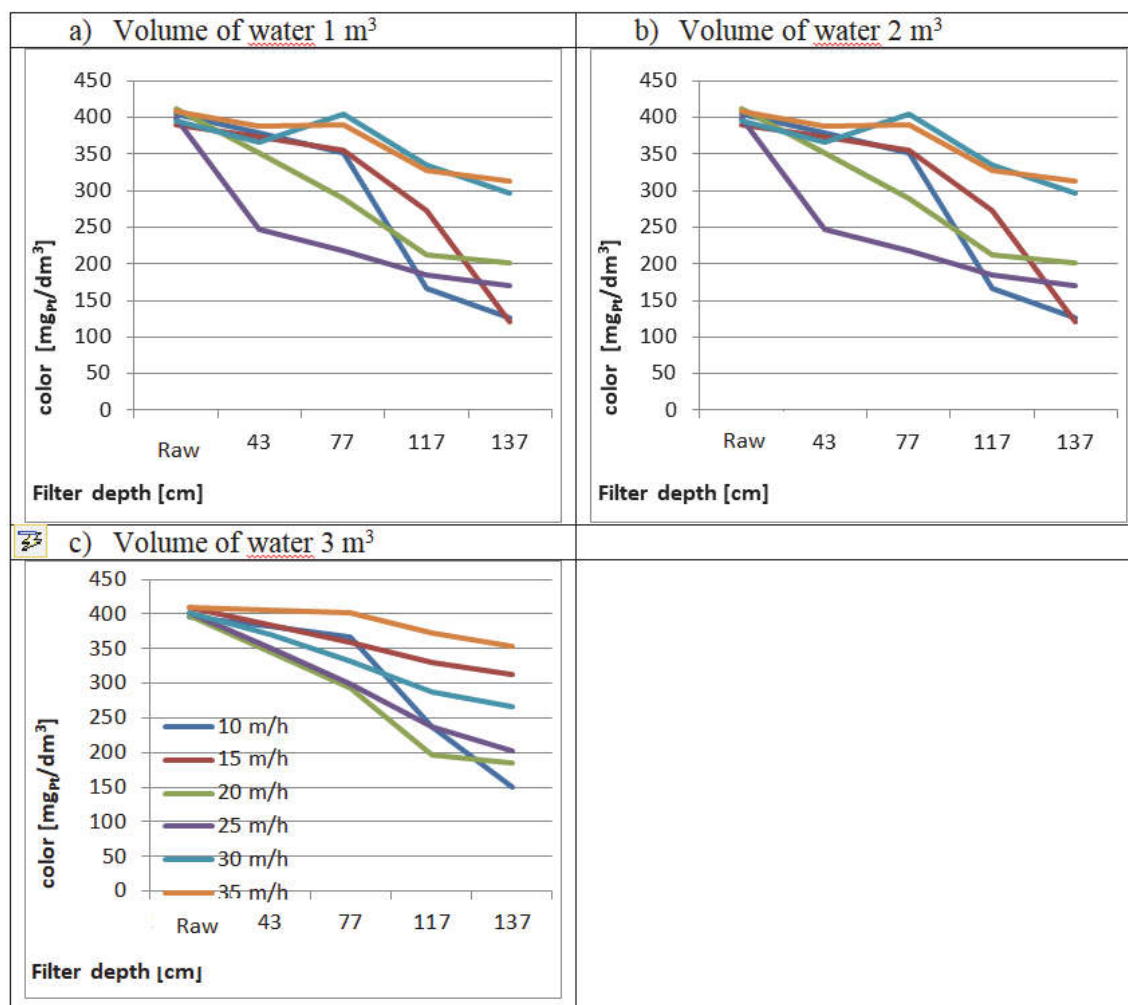 a) Volume of water 1 m³
450
400
350
300
250
200
150
100
50
0
color [mgPt/dm³]
Raw 43 77 117 137
Filter depth [cm]
b) Volume of water 2 m³
450
400
350
300
250
200
150
100
50
0
color [mgPt/dm³]
Raw 43 77 117 137
Filter depth [cm]
c) Volume of water 3 m³
450
400
350
300
250
200
150
100
50
0
color [mgPt/dm³]
10 m/h
15 m/h
20 m/h
25 m/h
30 m/h
35 m/h
Raw 43 77 117 137
Filter depth [cm]